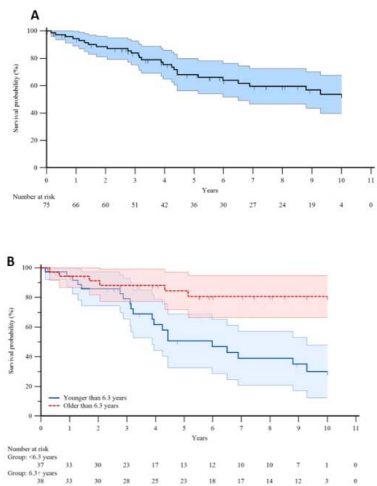 A
100
80
60
40
20
0
Survival probability (%)
0 1 2 3 4 5 6 7 8 9 10 11
Years
Number at risk
75 66 60 51 42 36 30 27 24 19 4 0
B
100
80
60
40
20
0
Survival probability (%)
Younger than 6.3 years
Older than 6.3 years
0 1 2 3 4 5 6 7 8 9 10 11
Years
Number at risk
Group: <6.3 years
37 33 30 23 17 13 12 10 10 7 1 0
Group: 6.3+ years
38 33 30 28 25 23 18 17 14 12 3 0